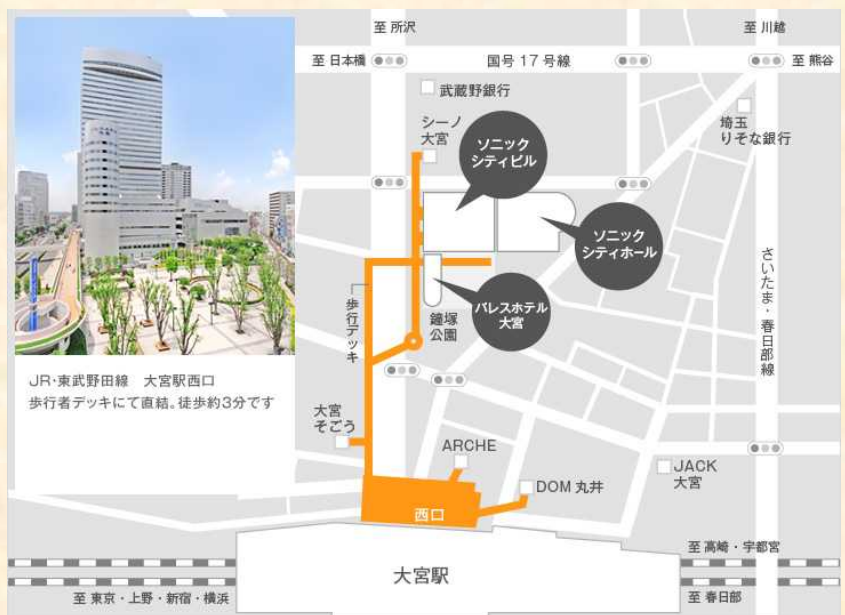 至 所沢
至 川越
至 日本橋
国号 17 号線
至 熊谷
武蔵野銀行
シーノ
大宮
ソニック
シティビル
埼玉
りそな銀行
ソニック
シティホール
さいたま・春日部線
パレスホテル
大宮
歩行デッキ
鐘塚
公園
JR・東武野田線 大宮駅西口
歩行者デッキにて直結。徒歩約3分です
大宮
そごう
ARCHE
JACK
大宮
DOM 丸井
西口
大宮駅
至 高崎・宇都宮
至 東京・上野・新宿・横浜
至 春日部